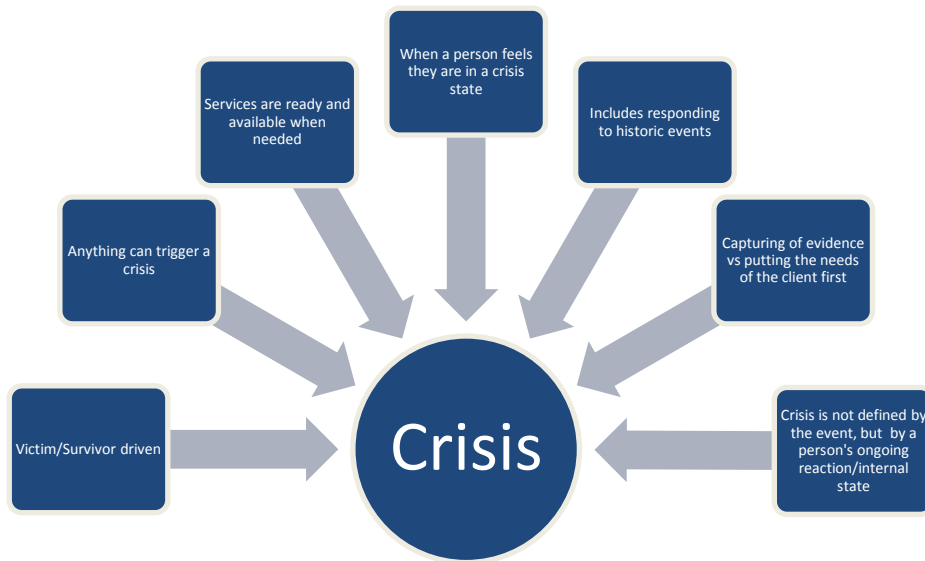 When a person feels
they are in a crisis
state
Services are ready and
available when
needed
Includes responding
to historic events
Anything can trigger a
crisis
Capturing of evidence
vs putting the needs
of the client first
Victim/Survivor driven
Crisis
Crisis is not defined by
the event, but by a
person's ongoing
reaction/internal
state